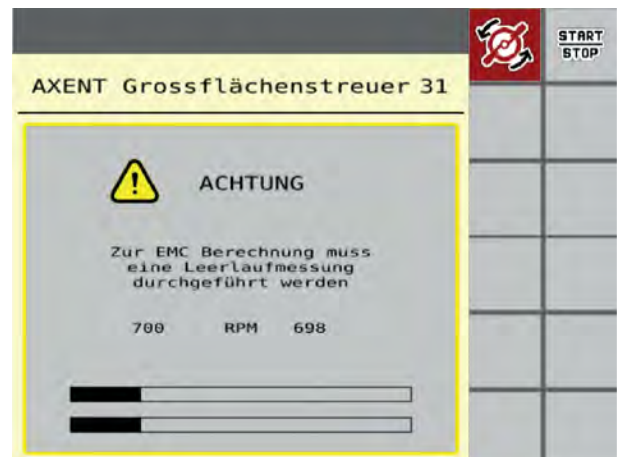 START
STOP
AXENT Grossflächenstreuer 31
ACHTUNG
Zur EMC Berechnung muss
eine Leerlaufmessung
durchgeführt werden
700 RPM 698